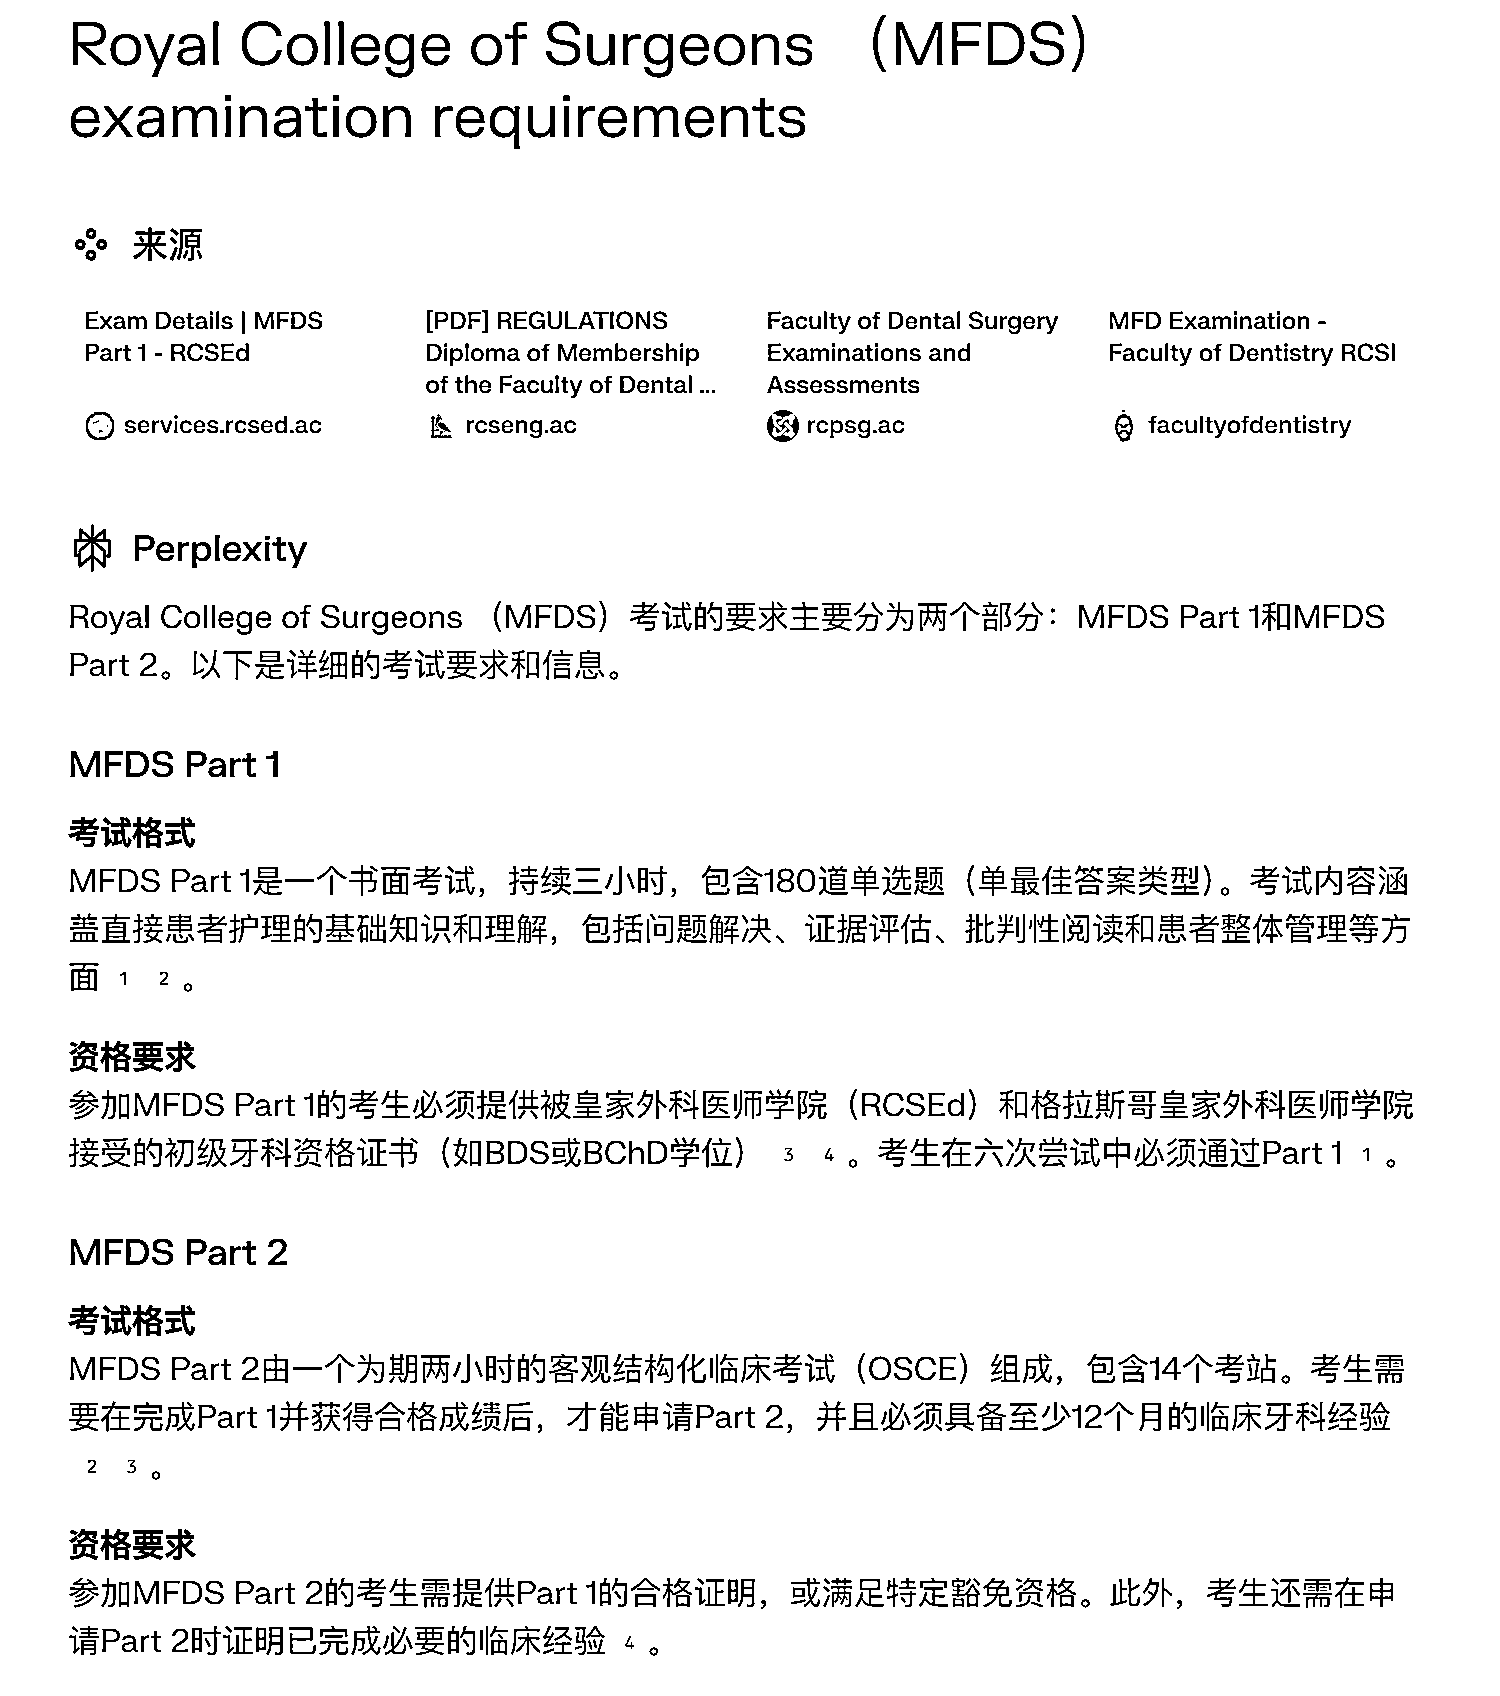 Royal College of Surgeons （MFDS）
examination requirements
来源
Exam Details | MFDS
Part 1 - RCSEd
services.rcsed.ac
[PDF] REGULATIONS
Diploma of Membership
of the Faculty of Dental ...
rcseng.ac
Faculty of Dental Surgery
Examinations and
Assessments
rcpsg.ac
MFD Examination -
Faculty of Dentistry RCSI
facultyofdentistry
Perplexity
Royal College of Surgeons （MFDS）考试的要求主要分为两个部分：MFDS Part 1和MFDS
Part 2。以下是详细的考试要求和信息。
MFDS Part 1
考试格式
MFDS Part 1是一个书面考试，持续三小时，包含180道单选题（单最佳答案类型）。考试内容涵
盖直接患者护理的基础知识和理解，包括问题解决、证据评估、批判性阅读和患者整体管理等方
面 1 2 。
资格要求
参加MFDS Part 1的考生必须提供被皇家外科医师学院（RCSEd）和格拉斯哥皇家外科医师学院
接受的初级牙科资格证书（如BDS或BChD学位） 3 4 。考生在六次尝试中必须通过Part 1 1 。
MFDS Part 2
考试格式
MFDS Part 2由一个为期两小时的客观结构化临床考试（OSCE）组成，包含14个考站。考生需
要在完成Part 1并获得合格成绩后，才能申请Part 2，并且必须具备至少12个月的临床牙科经验
2 3 。
资格要求
参加MFDS Part 2的考生需提供Part 1的合格证明，或满足特定豁免资格。此外，考生还需在申
请Part 2时证明已完成必要的临床经验 4 。